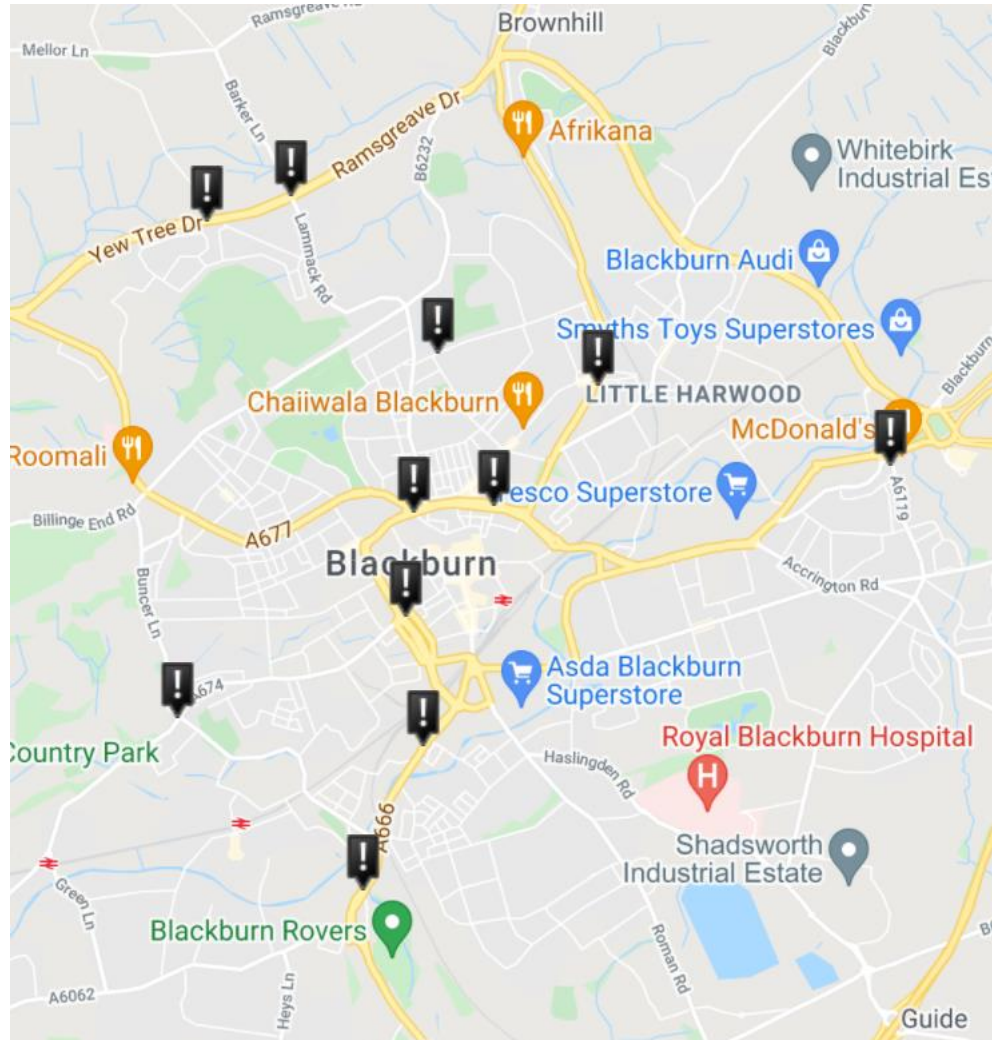 Ramsgreave Rd
Brownhill
Mellor Ln
Blackburn
Barker Ln
Ramsgreave Dr
Afrikana
B6232
Whitebirk
Industrial Est
Yew Tree Dr
Lammack Rd
Blackburn Audi
Smyths Toys Superstores
Chaiiwala Blackburn
LITTLE HARWOOD
Blackburn
McDonald's
Roomali
Tesco Superstore
A6119
Billinge End Rd
A677
Blackburn
Accrington Rd
Buncer Ln
A674
Asda Blackburn
Superstore
Country Park
Royal Blackburn Hospital
H
Haslingden Rd
A666
Shadsworth
Industrial Estate
Green Ln
Blackburn Rovers
Roman Rd
A6062
Heys Ln
Guide